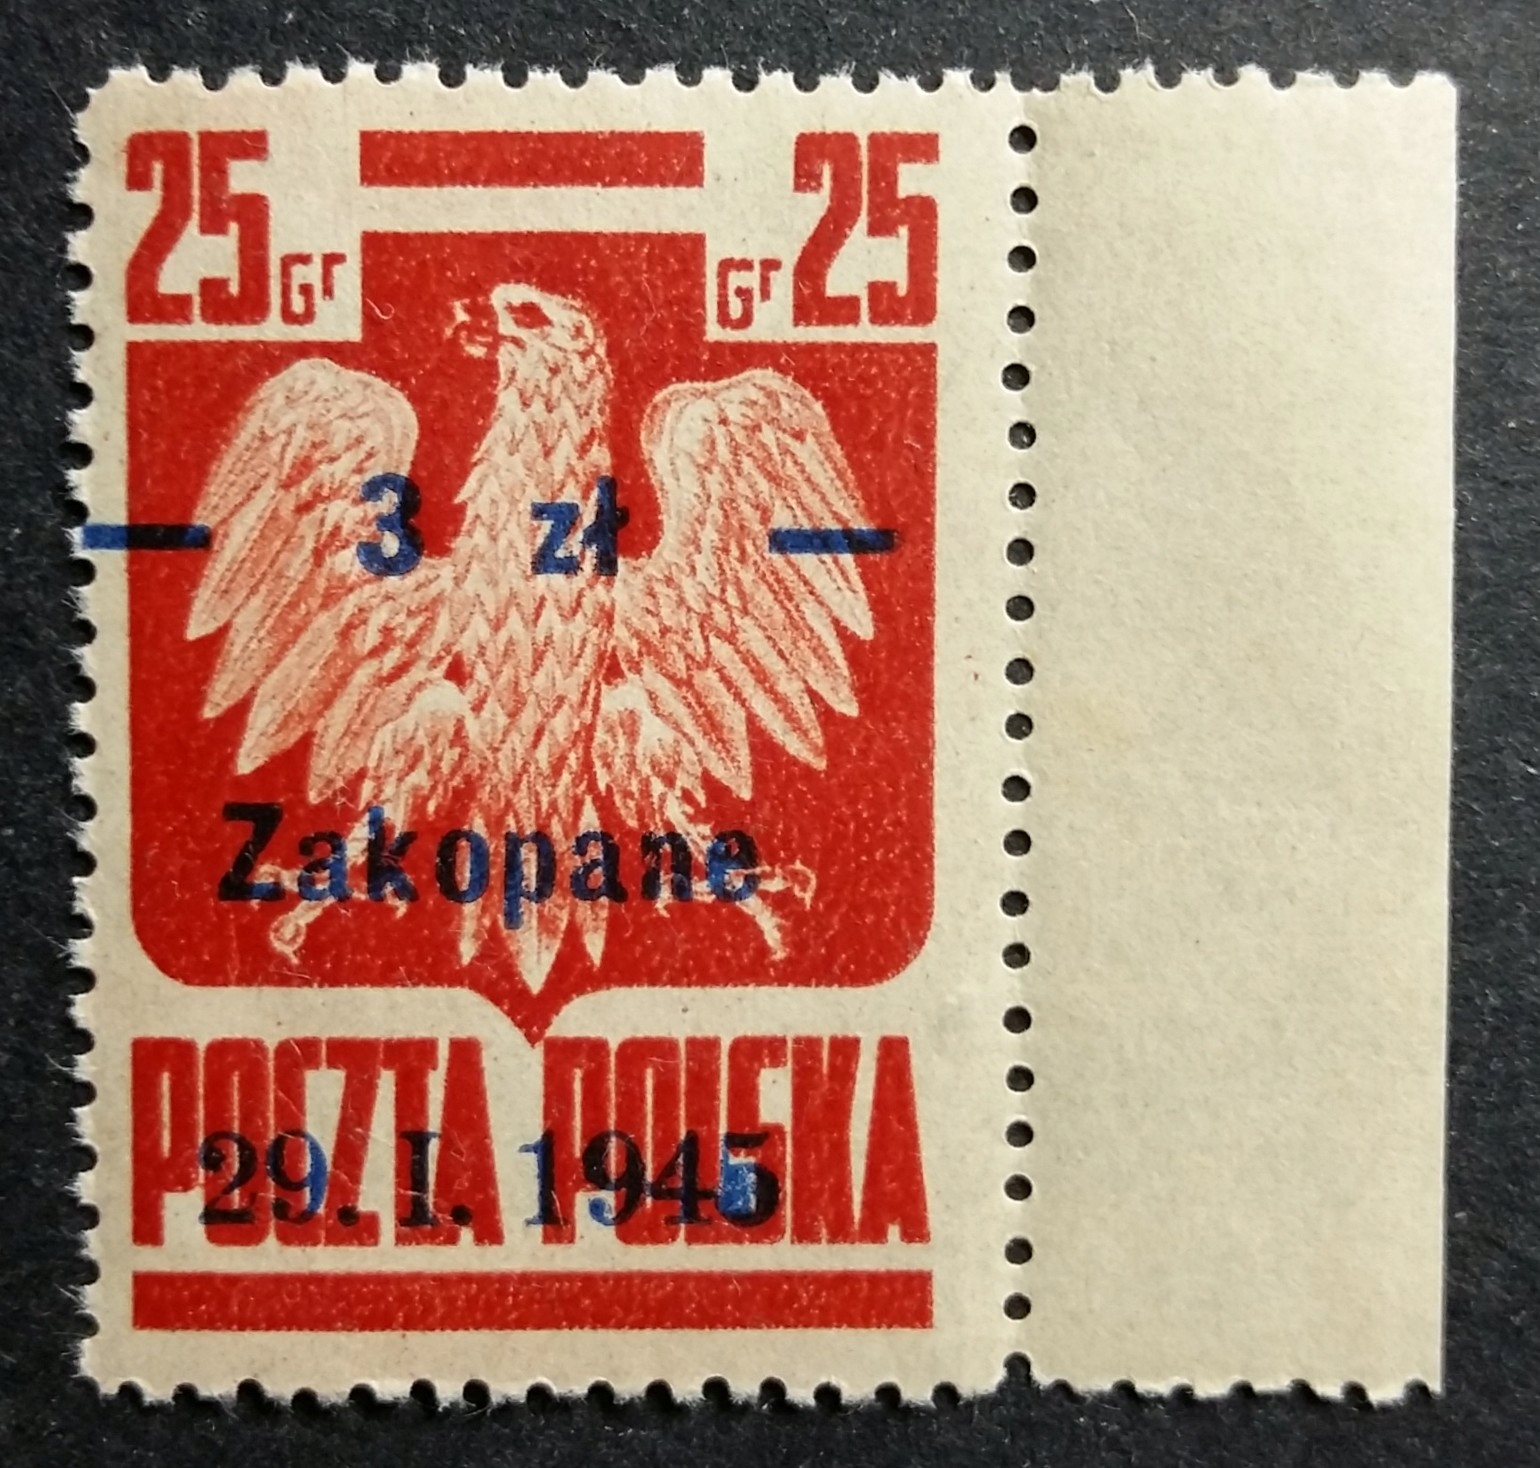 25 Gr Gr 25
3 zł
Zakopane
POCZTA POLSKA
29. I. 1945